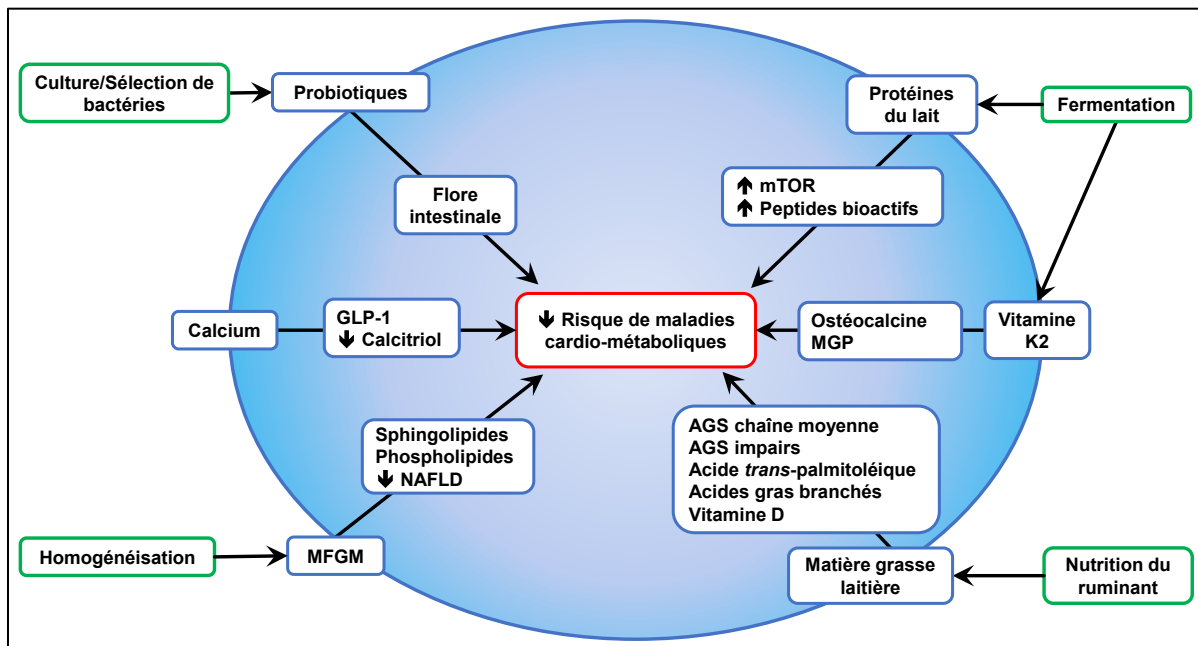 Culture/Sélection de
bactéries
Probiotiques
Protéines
du lait
Fermentation
Flore
intestinale
↑ mTOR
↑ Peptides bioactifs
Calcium
GLP-1
↓ Calcitriol
↓ Risque de maladies
cardio-métaboliques
Ostéocalcine
MGP
Vitamine
K2
Sphingolipides
Phospholipides
↓ NAFLD
AGS chaîne moyenne
AGS impairs
Acide trans-palmitoléique
Acides gras branchés
Vitamine D
Homogénéisation
MFGM
Matière grasse
laitière
Nutrition du
ruminant